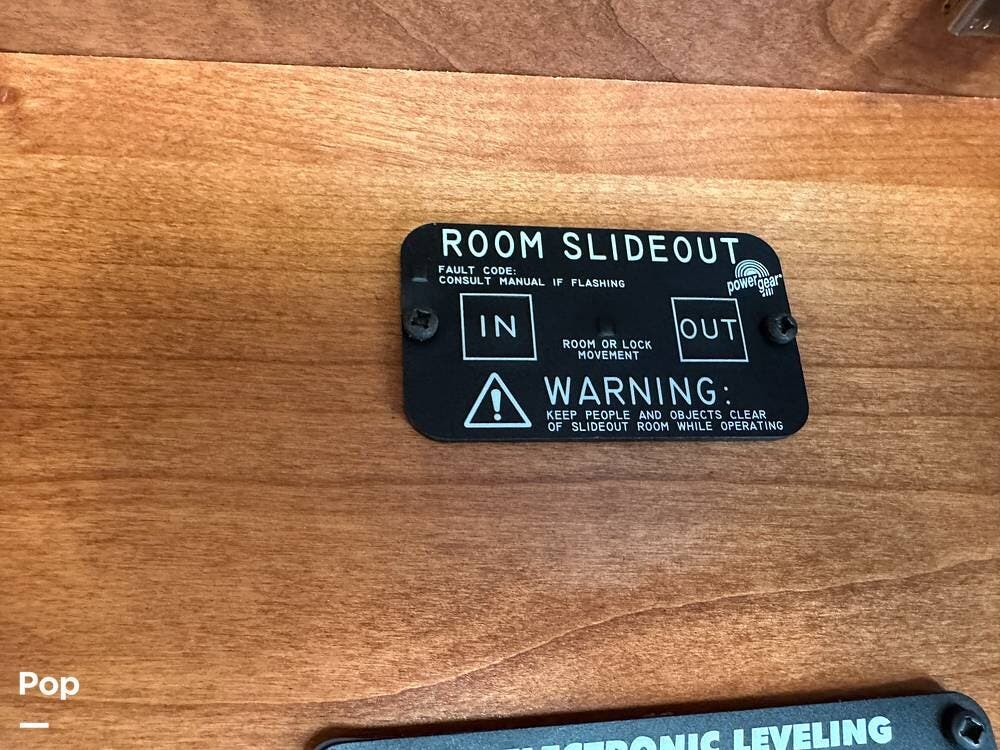 ROOM SLIDEOUT
FAULT CODE:
CONSULT MANUAL IF FLASHING
powergear
IN
OUT
ROOM OR LOCK
MOVEMENT
WARNING:
KEEP PEOPLE AND OBJECTS CLEAR
OF SLIDEOUT ROOM WHILE OPERATING
Pop
ELECTRONIC LEVELING